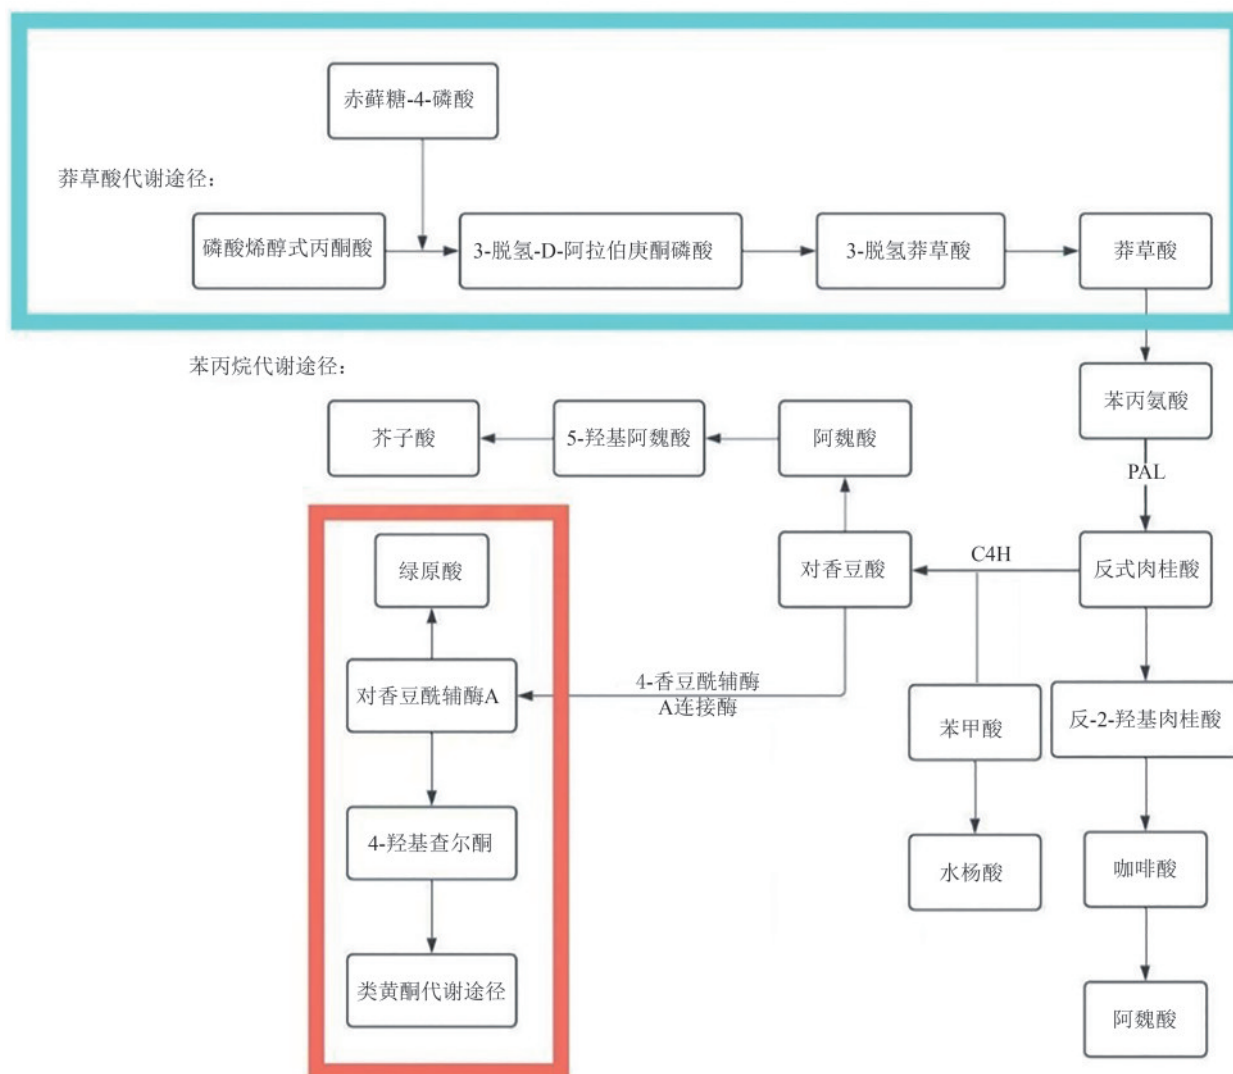 赤藓糖-4-磷酸
莽草酸代谢途径：
磷酸烯醇式丙酮酸
3-脱氢-D-阿拉伯庚酮磷酸
3-脱氢莽草酸
莽草酸
苯丙烷代谢途径：
苯丙氨酸
芥子酸
5-羟基阿魏酸
阿魏酸
PAL
绿原酸
对香豆酸
C4H
反式肉桂酸
对香豆酰辅酶A
4-香豆酰辅酶
A连接酶
苯甲酸
反-2-羟基肉桂酸
4-羟基查尔酮
水杨酸
咖啡酸
类黄酮代谢途径
阿魏酸